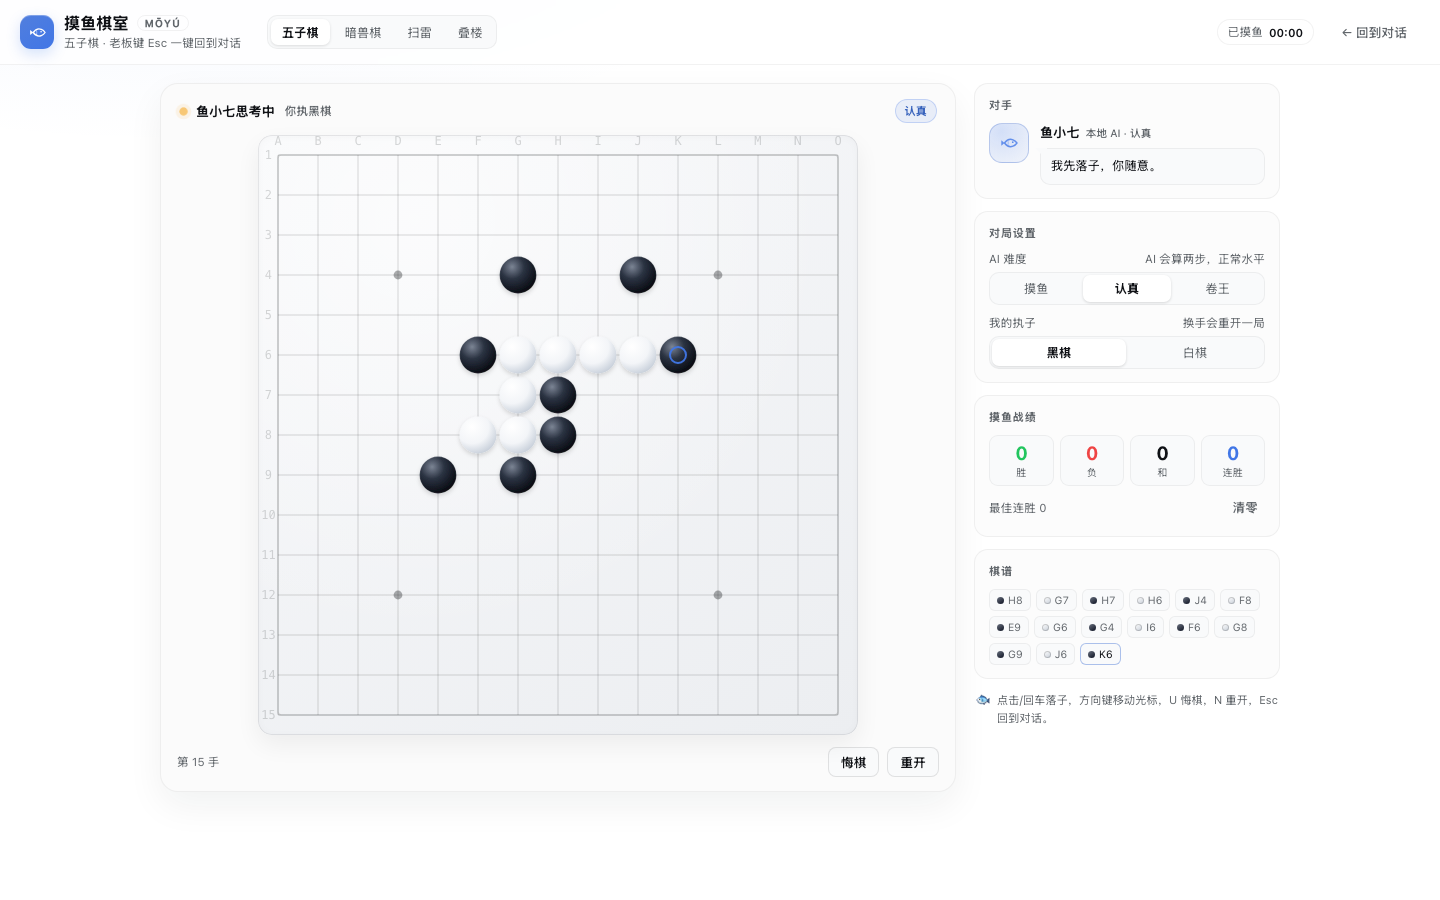 摸鱼棋室 MŌYÚ
五子棋 · 老板键 Esc 一键回到对话
五子棋 暗兽棋 扫雷 叠楼
已摸鱼 00:00
← 回到对话
鱼小七思考中 你执黑棋
认真
A B C D E F G H I J K L M N O
1
2
3
4
5
6
7
8
9
10
11
12
13
14
15
第 15 手
悔棋 重开
对手
鱼小七 本地 AI · 认真
我先落子，你随意。
对局设置
AI 难度 AI 会算两步，正常水平
摸鱼 认真 卷王
我的执子 换手会重开一局
黑棋 白棋
摸鱼战绩
0 0 0 0
胜 负 和 连胜
最佳连胜 0 清零
棋谱
H8 G7 H7 H6 J4 F8
E9 G6 G4 I6 F6 G8
G9 J6 K6
点击/回车落子，方向键移动光标，U 悔棋，N 重开，Esc
回到对话。